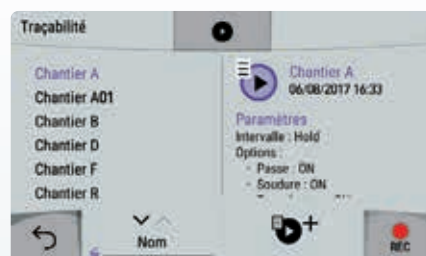 Traçabilité
Chantier A
Chantier A01
Chantier B
Chantier D
Chantier F
Chantier R
Chantier A
06/08/2017 16:33
Paramètres
Intervalle : Hold
Options :
- Passe : ON
- Soudure : ON
Nom
REC